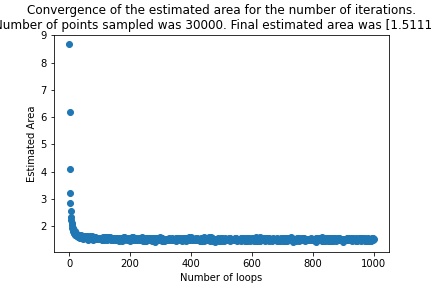 Convergence of the estimated area for the number of iterations.
Number of points sampled was 30000. Final estimated area was [1.5111
9
8
7
6
5
4
3
2
Estimated Area
0 200 400 600 800 1000
Number of loops